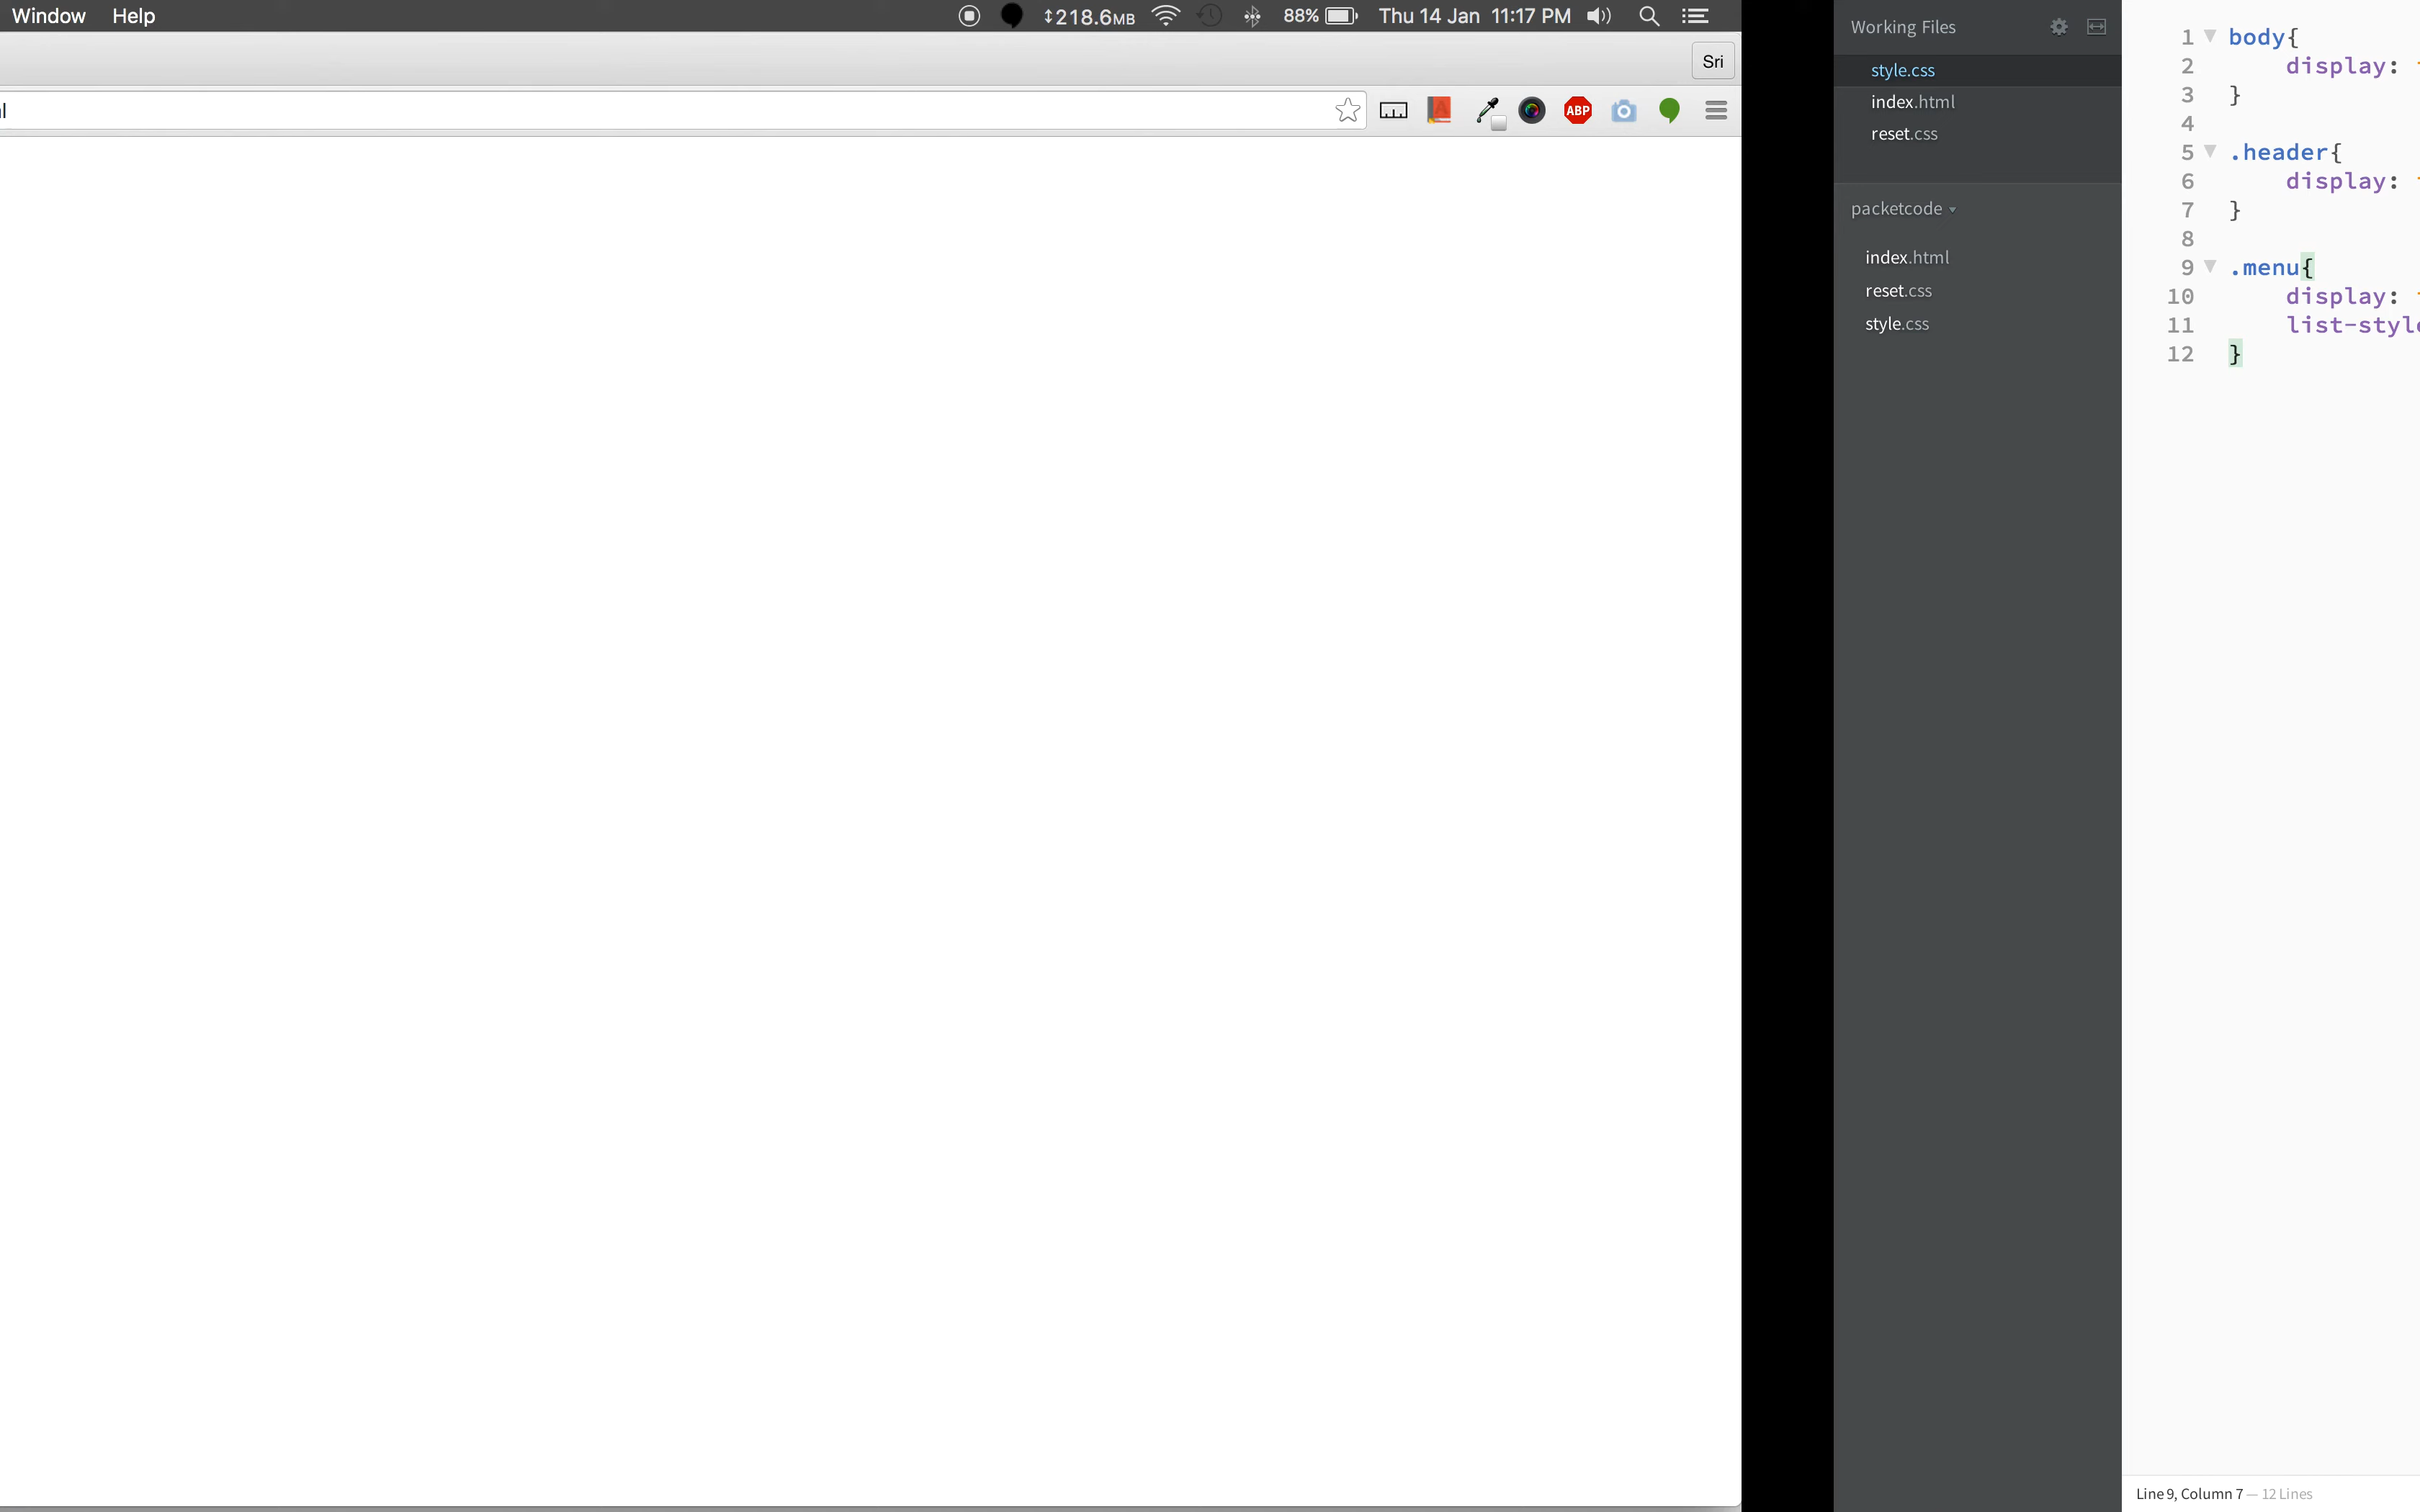 Window Help
218.6MB 88% Thu 14 Jan 11:17 PM
Sri
ABP
Working Files
style.css
index.html
reset.css
packetcode
index.html
reset.css
style.css
1 body{
2 display:
3 }
4
5 .header{
6 display:
7 }
8
9 .menu{
10 display:
11 list-styl
12 }
Line 9, Column 7 — 12 Lines